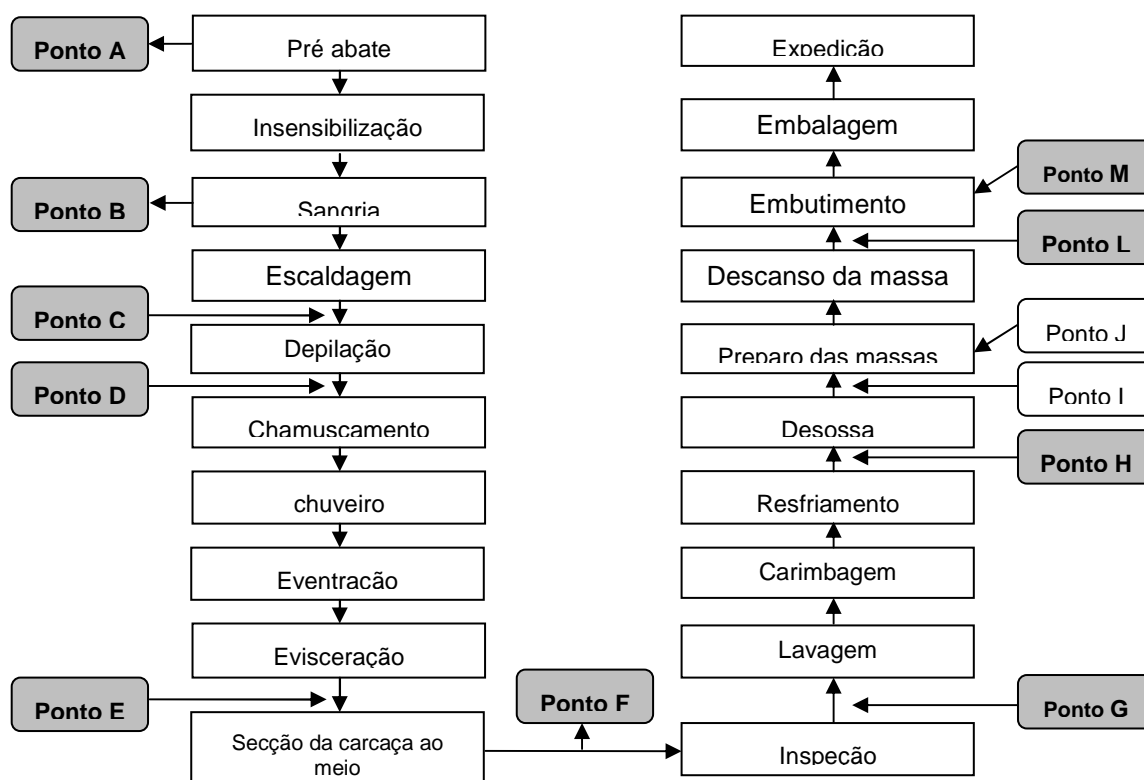 Ponto A
Pré abate
Insensibilização
Ponto B
Sangria
Escaldagem
Ponto C
Depilação
Ponto D
Chamuscamento
chuveiro
Eventração
Evisceração
Ponto E
Secção da carcaça ao
meio
Ponto F
Expedição
Embalagem
Ponto M
Embutimento
Ponto L
Descanso da massa
Ponto J
Preparo das massas
Ponto I
Desossa
Ponto H
Resfriamento
Carimbagem
Lavagem
Ponto G
Inspeção